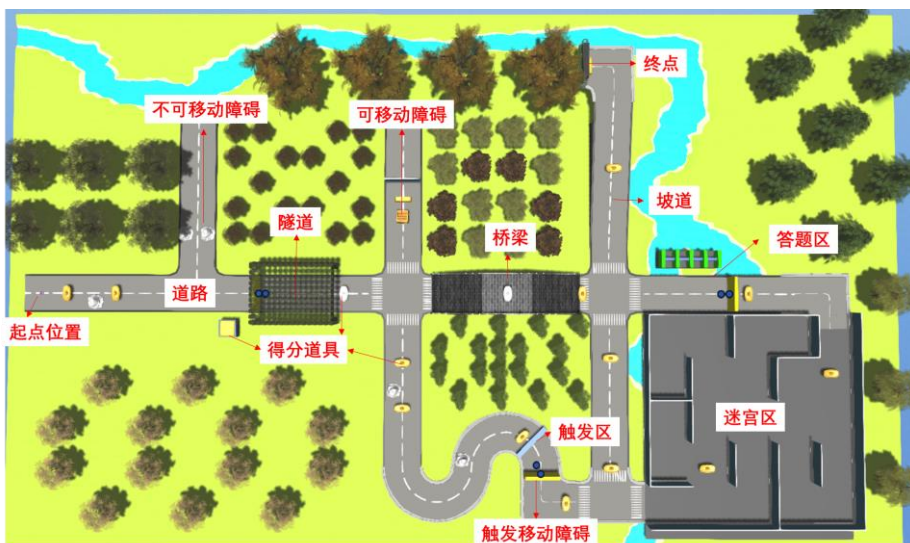 终点
不可移动障碍
可移动障碍
坡道
隧道
桥梁
答题区
道路
起点位置
得分道具
迷宫区
触发区
触发移动障碍